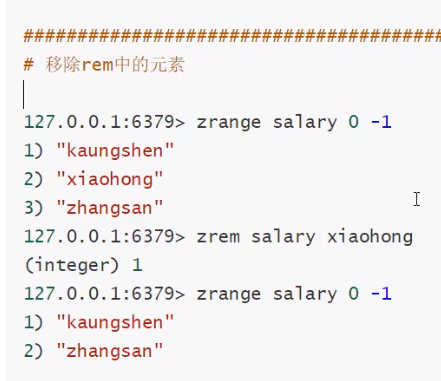 ########################################
# 移除rem中的元素
127.0.0.1:6379> zrange salary 0 -1
1) "kaungshen"
2) "xiaohong"
3) "zhangsan"
127.0.0.1:6379> zrem salary xiaohong
(integer) 1
127.0.0.1:6379> zrange salary 0 -1
1) "kaungshen"
2) "zhangsan"